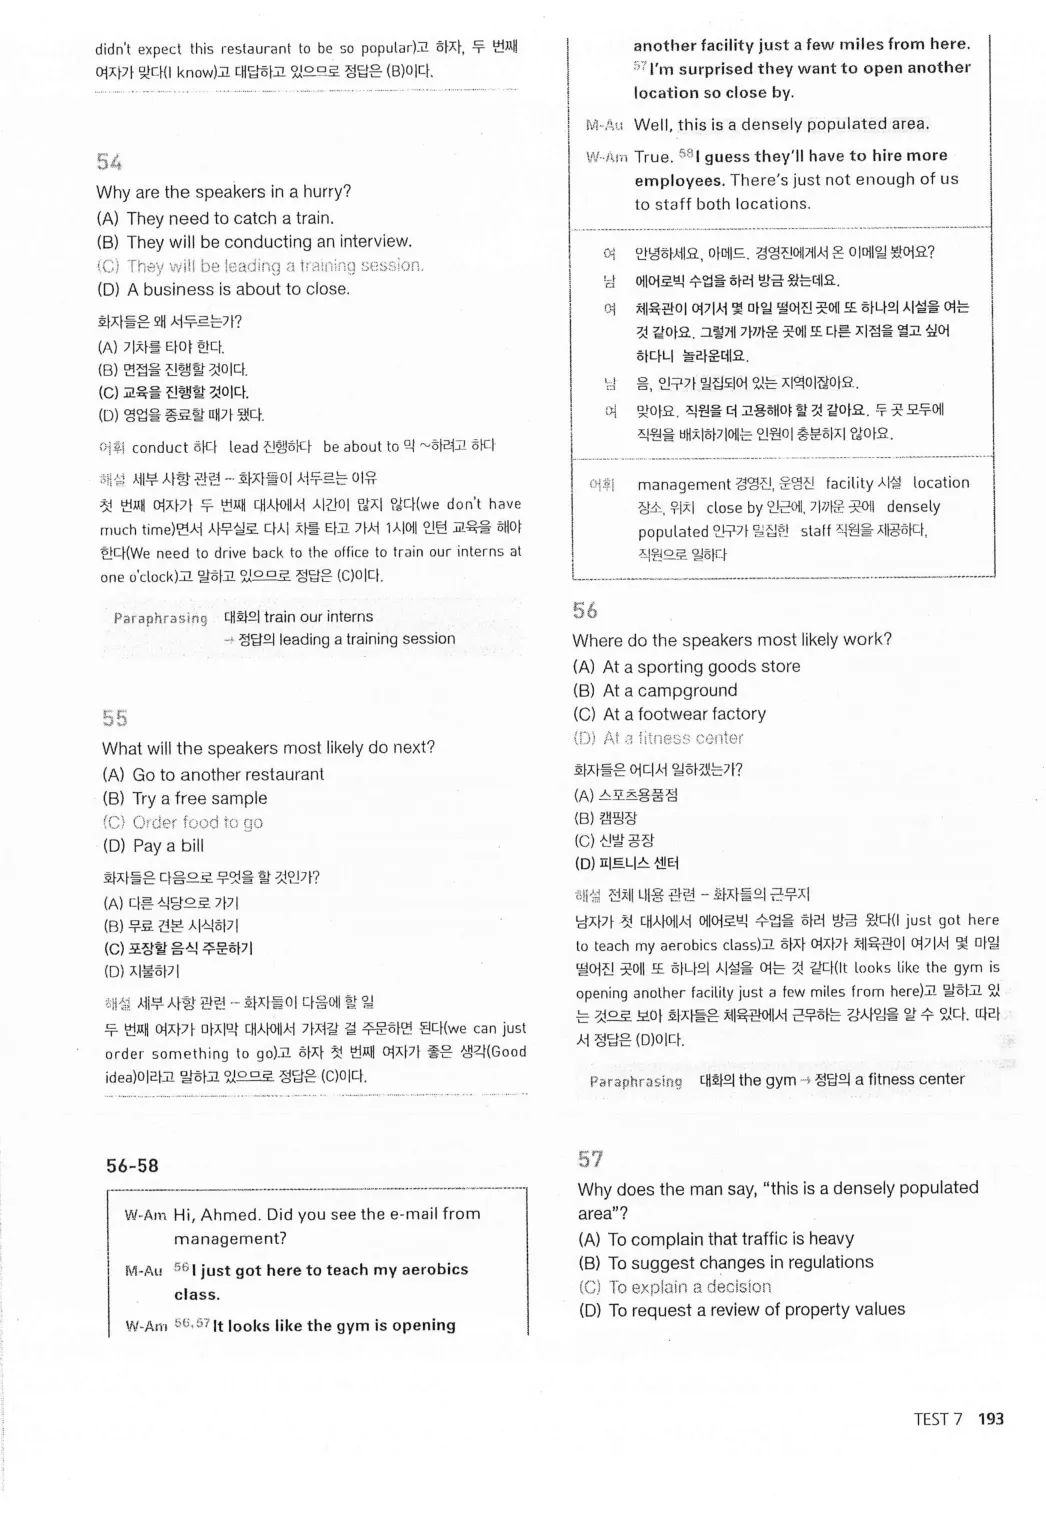 didn't expect this restaurant to be so popular)고 하자, 두 번째
여자가 맞다(I know)고 대답하고 있으므로 정답은 (B)이다.
54
Why are the speakers in a hurry?
(A) They need to catch a train.
(B) They will be conducting an interview.
(C) They will be leading a training session.
(D) A business is about to close.
화자들은 왜 서두르는가?
(A) 기차를 타야 한다.
(B) 면접을 진행할 것이다.
(C) 교육을 진행할 것이다.
(D) 영업을 종료할 때가 됐다.
어휘 conduct 하다 lead 진행하다 be about to 막 ~하려고 하다
해설 세부 사항 관련 – 화자들이 서두르는 이유
첫 번째 여자가 두 번째 대사에서 시간이 많지 않다(we don't have
much time)면서 사무실로 다시 차를 타고 가서 1시에 인턴 교육을 해야
한다(We need to drive back to the office to train our interns at
one o'clock)고 말하고 있으므로 정답은 (C)이다.
Paraphrasing 대화의 train our interns
→ 정답의 leading a training session
55
What will the speakers most likely do next?
(A) Go to another restaurant
(B) Try a free sample
(C) Order food to go
(D) Pay a bill
화자들은 다음으로 무엇을 할 것인가?
(A) 다른 식당으로 가기
(B) 무료 견본 시식하기
(C) 포장할 음식 주문하기
(D) 지불하기
해설 세부 사항 관련 – 화자들이 다음에 할 일
두 번째 여자가 마지막 대사에서 가져갈 걸 주문하면 된다(we can just
order something to go)고 하자 첫 번째 여자가 좋은 생각(Good
idea)이라고 말하고 있으므로 정답은 (C)이다.
56-58
W-Am Hi, Ahmed. Did you see the e-mail from
management?
M-Au 56 I just got here to teach my aerobics
class.
W-Am 56, 57 It looks like the gym is opening
another facility just a few miles from here.
57 I'm surprised they want to open another
location so close by.
M-Au Well, this is a densely populated area.
W-Am True. 58 I guess they'll have to hire more
employees. There's just not enough of us
to staff both locations.
여 안녕하세요, 아메드. 경영진에게서 온 이메일 봤어요?
남 에어로빅 수업을 하러 방금 왔는데요.
여 체육관이 여기서 몇 마일 떨어진 곳에 또 하나의 시설을 여는
것 같아요. 그렇게 가까운 곳에 또 다른 지점을 열고 싶어
하다니 놀라운데요.
남 음, 인구가 밀집되어 있는 지역이잖아요.
여 맞아요. 직원을 더 고용해야 할 것 같아요. 두 곳 모두에
직원을 배치하기에는 인원이 충분하지 않아요.
어휘 management 경영진, 운영진 facility 시설 location
장소, 위치 close by 인근에, 가까운 곳에 densely
populated 인구가 밀집한 staff 직원을 제공하다,
직원으로 일하다
56
Where do the speakers most likely work?
(A) At a sporting goods store
(B) At a campground
(C) At a footwear factory
(D) At a fitness center
화자들은 어디서 일하겠는가?
(A) 스포츠용품점
(B) 캠핑장
(C) 신발 공장
(D) 피트니스 센터
해설 전체 내용 관련 – 화자들의 근무지
남자가 첫 대사에서 에어로빅 수업을 하러 방금 왔다(I just got here
to teach my aerobics class)고 하자 여자가 체육관이 여기서 몇 마일
떨어진 곳에 또 하나의 시설을 여는 것 같다(It looks like the gym is
opening another facility just a few miles from here)고 말하고 있
는 것으로 보아 화자들은 체육관에서 근무하는 강사임을 알 수 있다. 따라
서 정답은 (D)이다.
Paraphrasing 대화의 the gym → 정답의 a fitness center
57
Why does the man say, “this is a densely populated
area”?
(A) To complain that traffic is heavy
(B) To suggest changes in regulations
(C) To explain a decision
(D) To request a review of property values
TEST 7 193